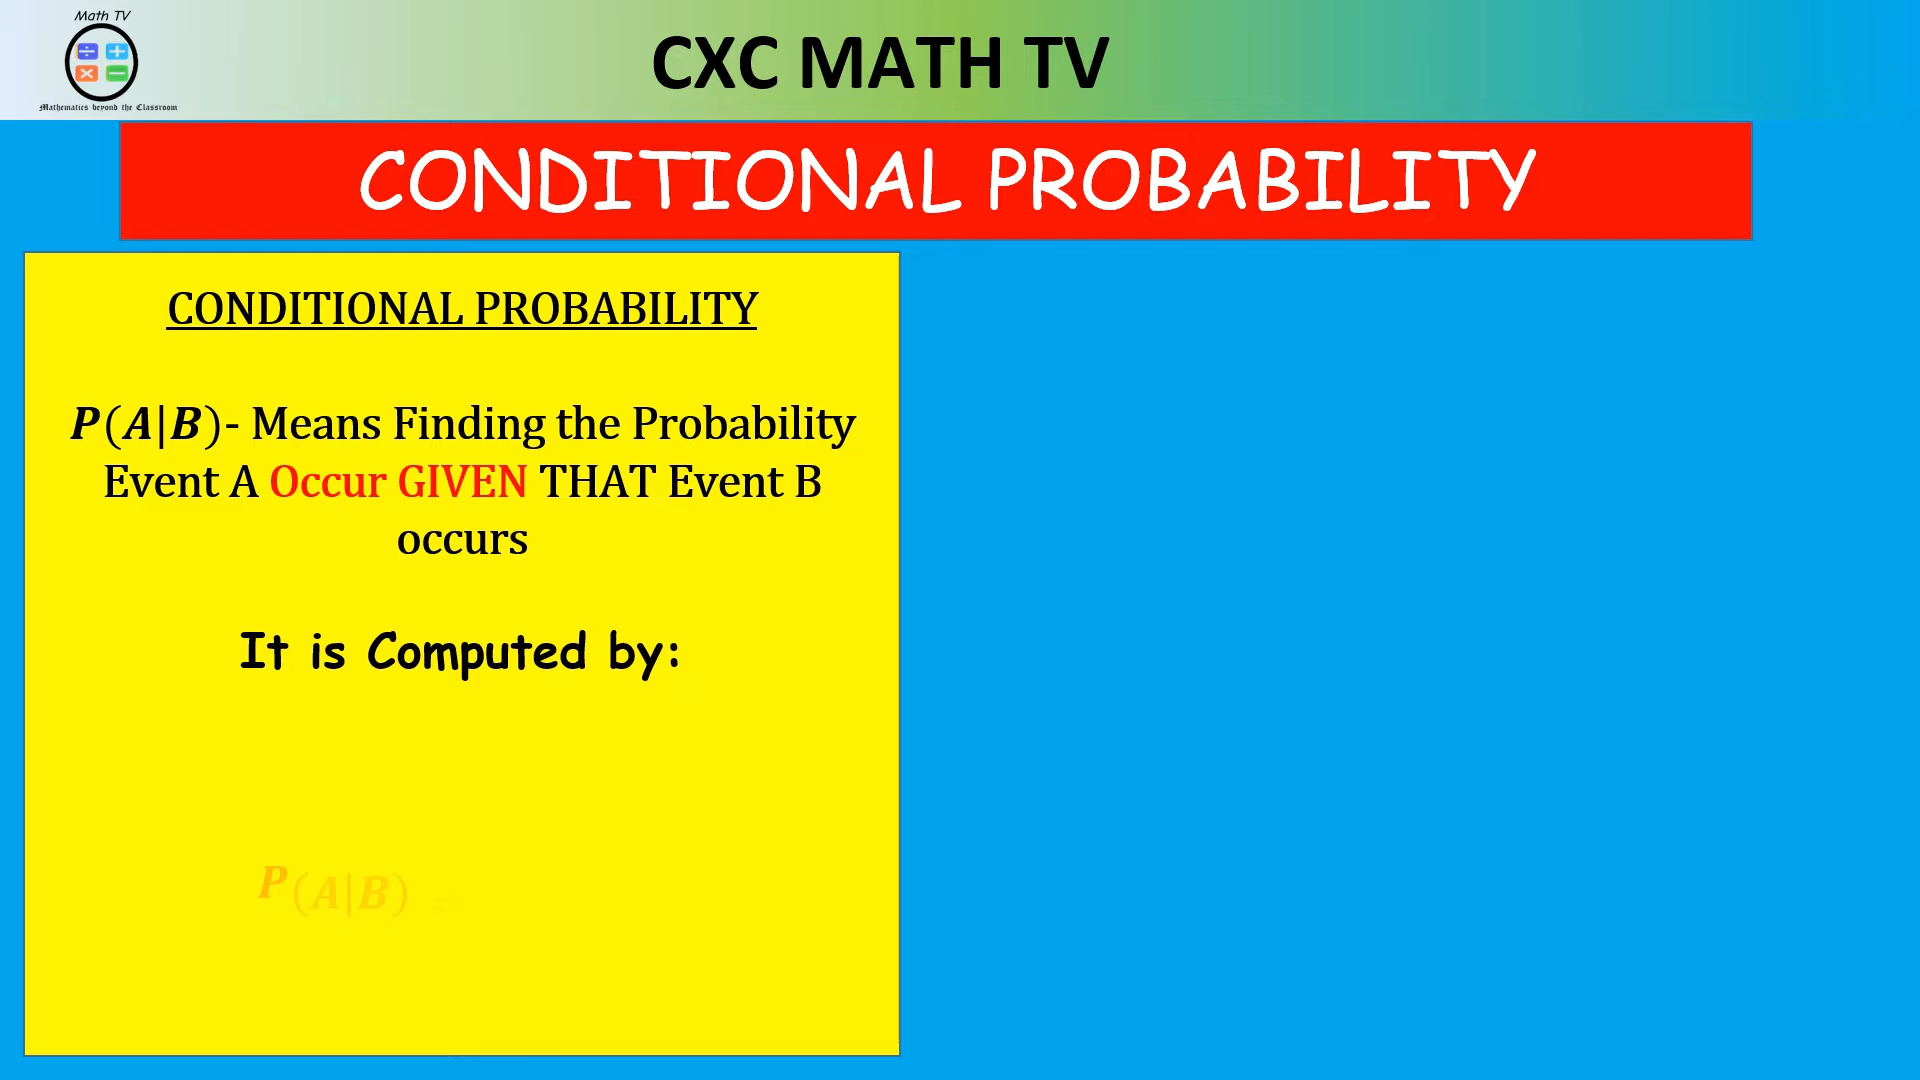 Math TV
Mathematics beyond the Classroom
CXC MATH TV
CONDITIONAL PROBABILITY
CONDITIONAL PROBABILITY
P(A|B)- Means Finding the Probability
Event A Occur GIVEN THAT Event B
occurs
It is Computed by:
P(A|B) =